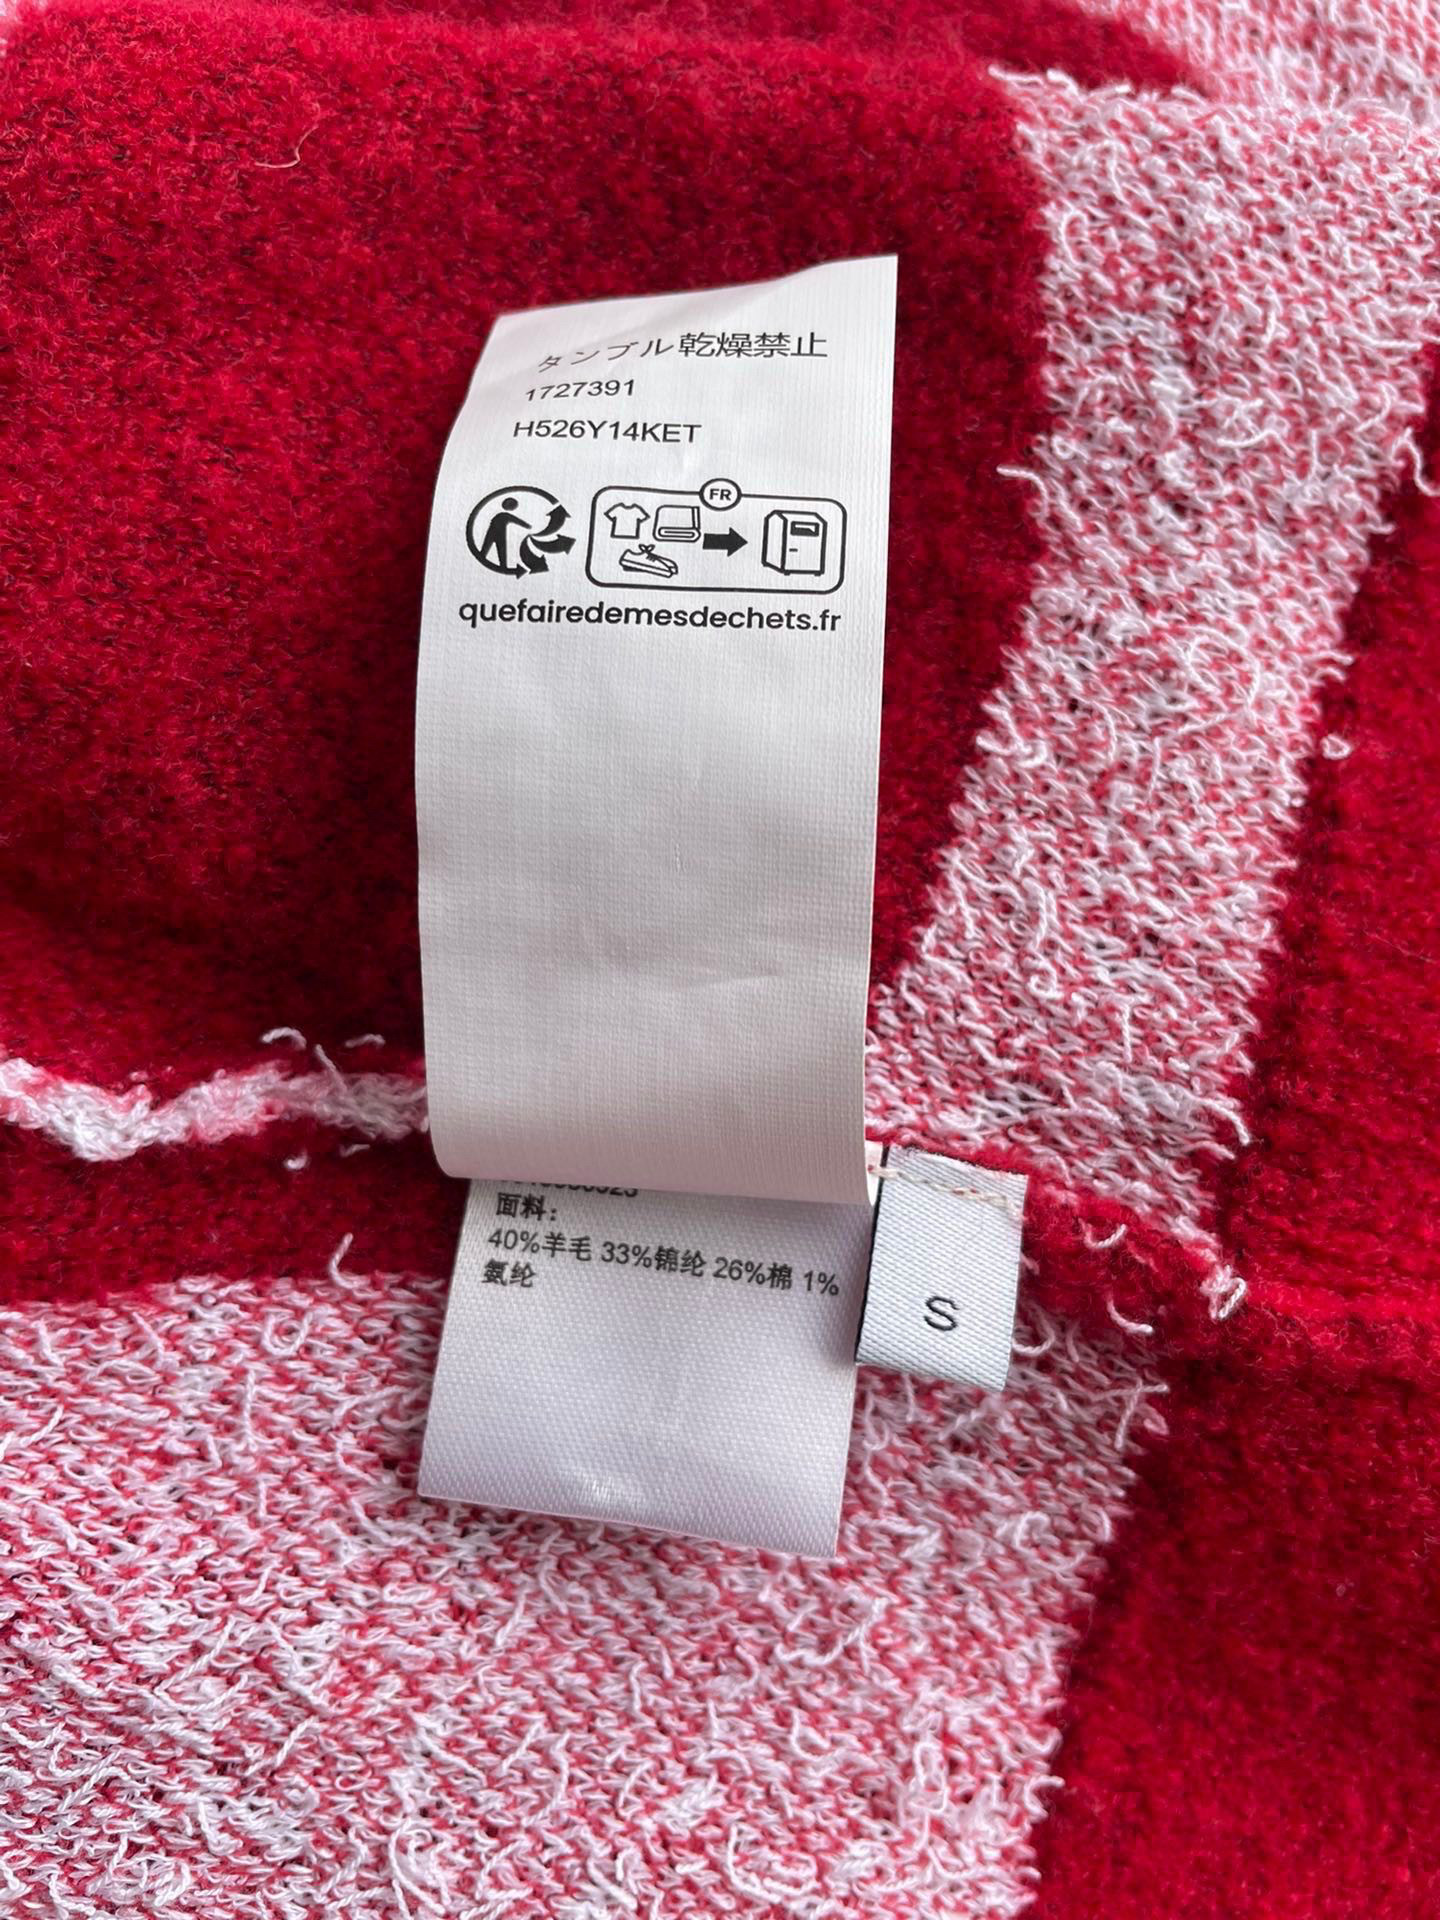 タンブル乾燥禁止
1727391
H526Y14KET
FR
quefairedemesdechets.fr
面料:
40%羊毛 33%锦纶 26%棉 1%
氨纶
S